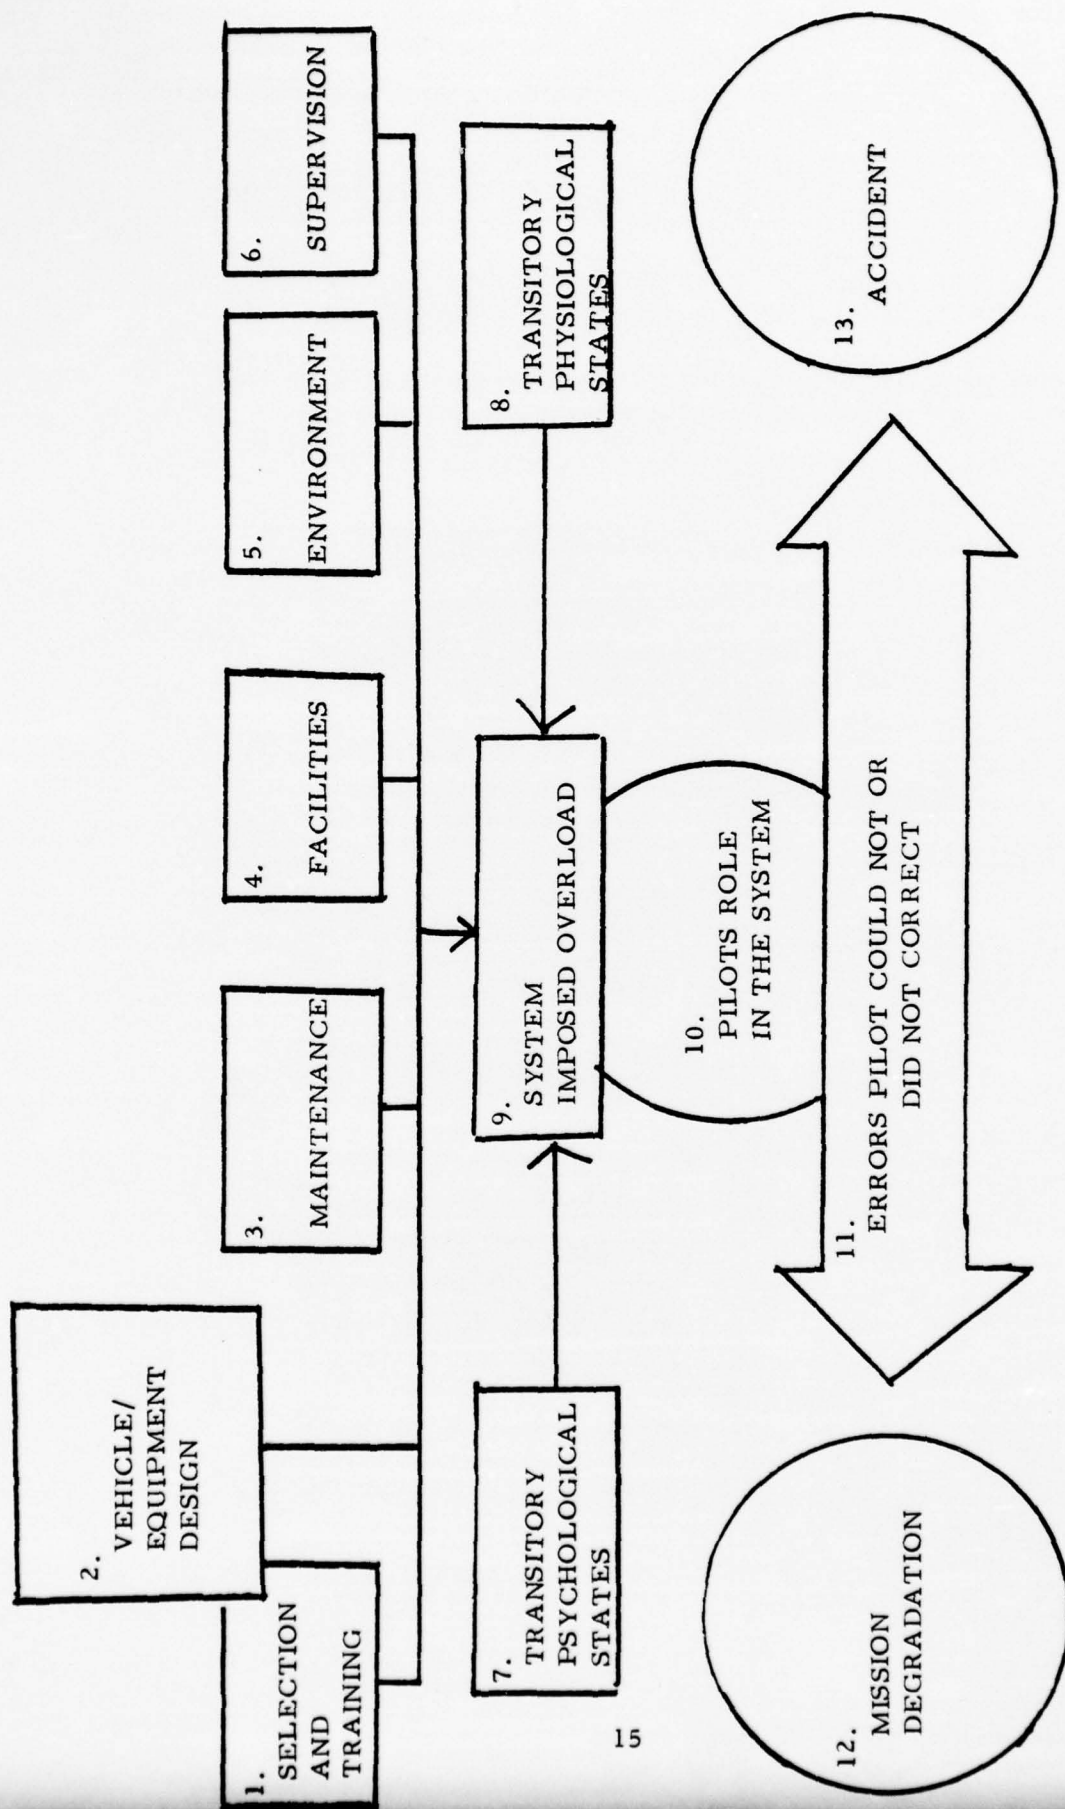 1.
SELECTION
AND
TRAINING
2.
VEHICLE/
EQUIPMENT
DESIGN
3.
MAINTENANCE
4.
FACILITIES
5.
ENVIRONMENT
6.
SUPERVISION
7.
TRANSITORY
PSYCHOLOGICAL
STATES
8.
TRANSITORY
PHYSIOLOGICAL
STATES
9.
SYSTEM
IMPOSED OVERLOAD
10.
PILOTS ROLE
IN THE SYSTEM
11.
ERRORS PILOT COULD NOT OR
DID NOT CORRECT
12.
MISSION
DEGRADATION
13.
ACCIDENT
15